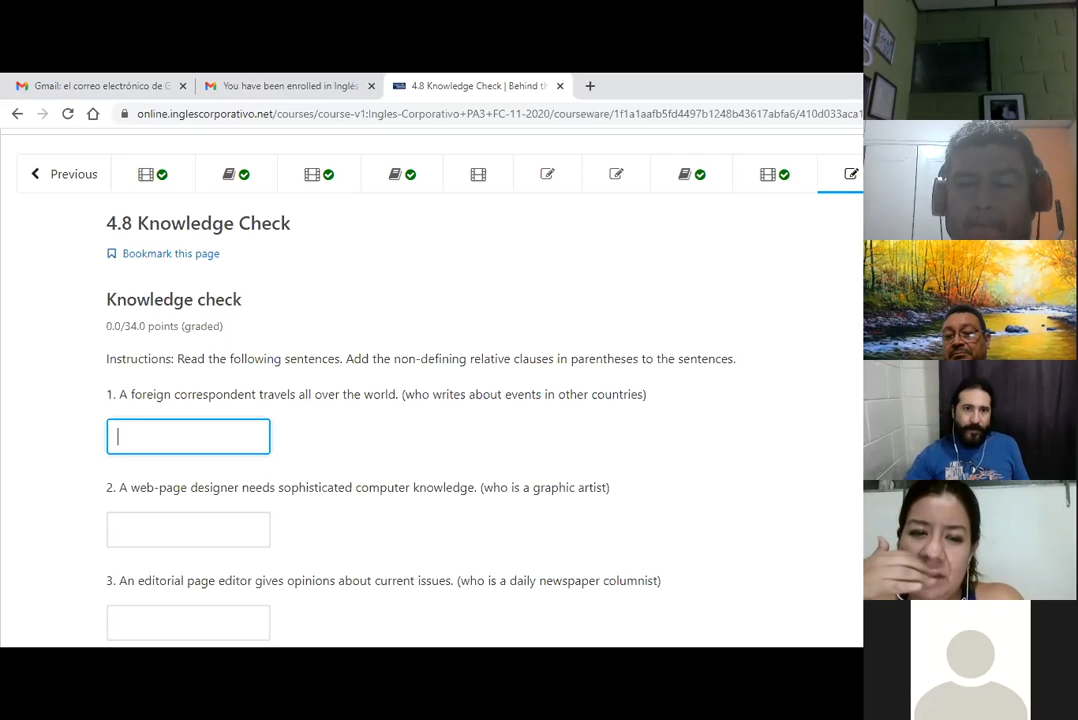 Gmail: el correo electrónico de G
You have been enrolled in Inglés
4.8 Knowledge Check | Behind th
online.inglescorporativo.net/courses/course-v1:Ingles-Corporativo+PA3+FC-11-2020/courseware/1f1a1aafb5fd4497b1248b43617abfa6/410d033aca1
Previous
4.8 Knowledge Check
Bookmark this page
Knowledge check
0.0/34.0 points (graded)
Instructions: Read the following sentences. Add the non-defining relative clauses in parentheses to the sentences.
1. A foreign correspondent travels all over the world. (who writes about events in other countries)
2. A web-page designer needs sophisticated computer knowledge. (who is a graphic artist)
3. An editorial page editor gives opinions about current issues. (who is a daily newspaper columnist)